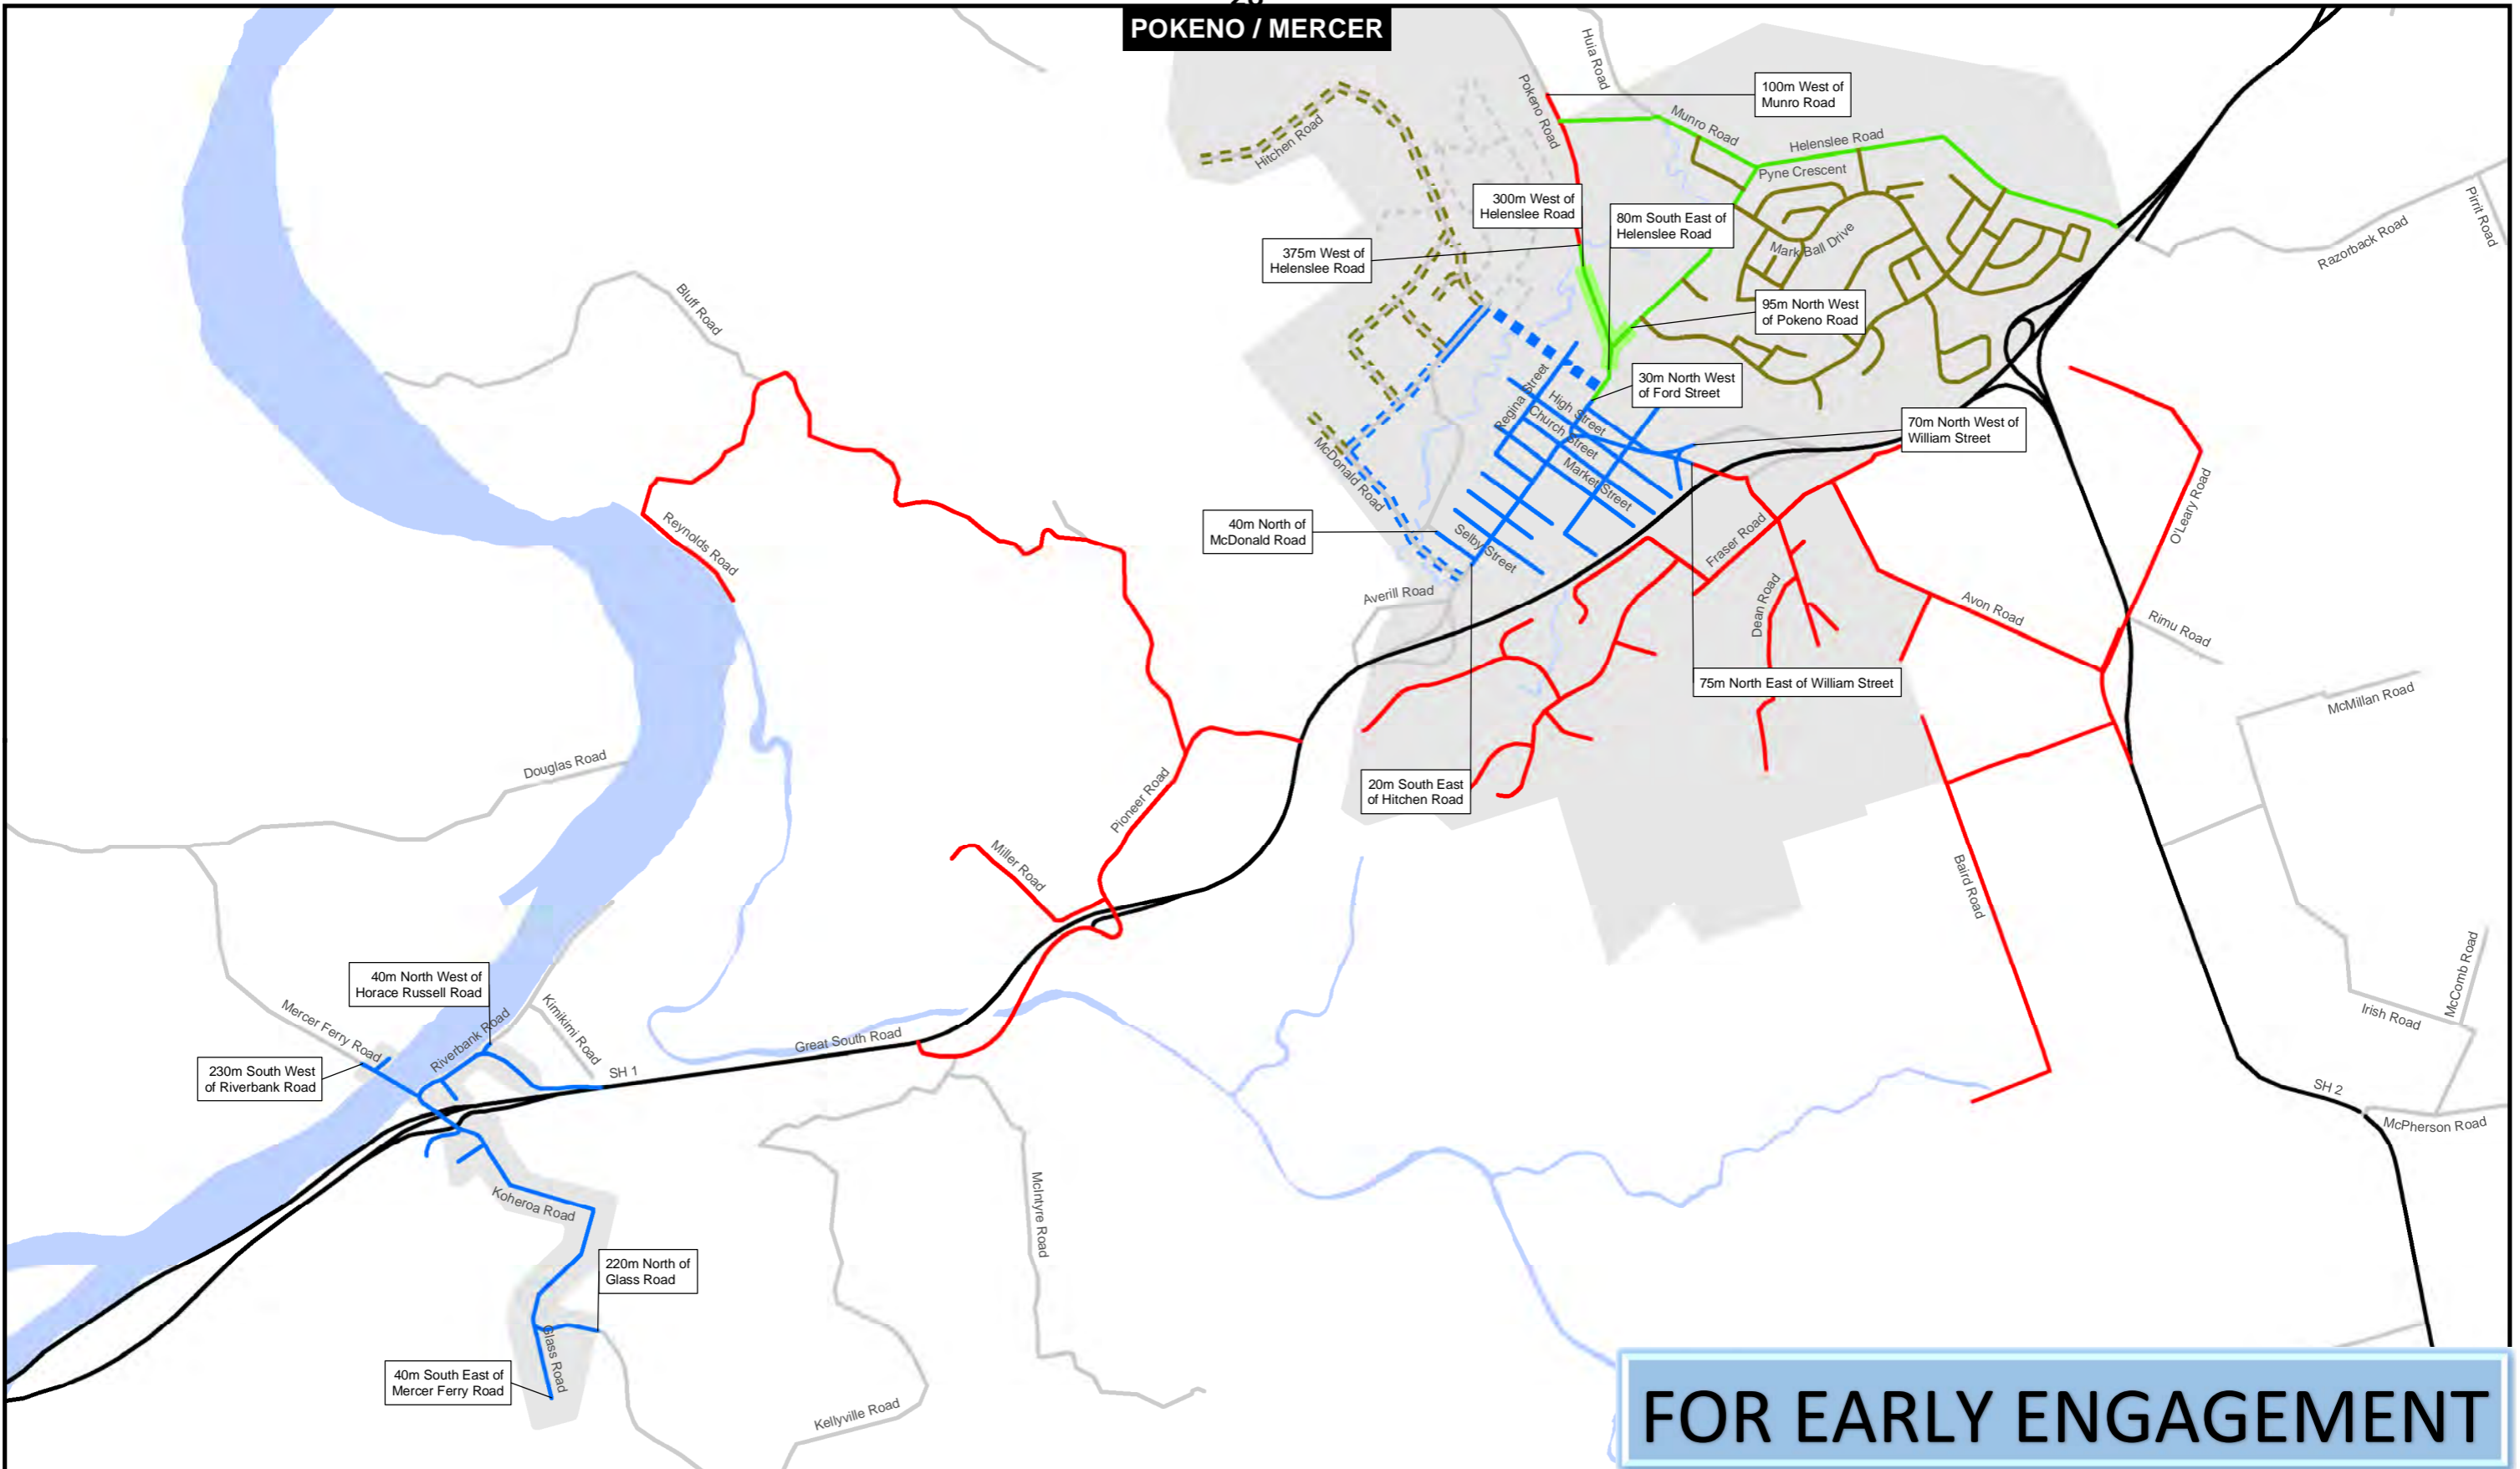 POKENO / MERCER
Huia Road
Pokeno Road
100m West of
Munro Road
Munro Road
Hitchen Road
Helenslee Road
Pyne Crescent
Pirrit Road
Razorback Road
300m West of
Helenslee Road
80m South East of
Helenslee Road
Mark Ball Drive
375m West of
Helenslee Road
Bluff Road
95m North West
of Pokeno Road
30m North West
of Ford Street
Regina Street
High Street
Church Street
70m North West of
William Street
McDonald Road
Market Street
O'Leary Road
Reynolds Road
40m North of
McDonald Road
Selby Street
Fraser Road
Averill Road
Dean Road
Avon Road
Rimu Road
75m North East of William Street
McMillan Road
Douglas Road
20m South East
of Hitchen Road
Pioneer Road
Miller Road
Baird Road
40m North West of
Horace Russell Road
McComb Road
Mercer Ferry Road
Riverbank Road
Kimikimi Road
Irish Road
Great South Road
230m South West
of Riverbank Road
SH 1
SH 2
McPherson Road
Koheroa Road
McIntyre Road
220m North of
Glass Road
Glass Road
40m South East of
Mercer Ferry Road
Kellyville Road
FOR EARLY ENGAGEMENT